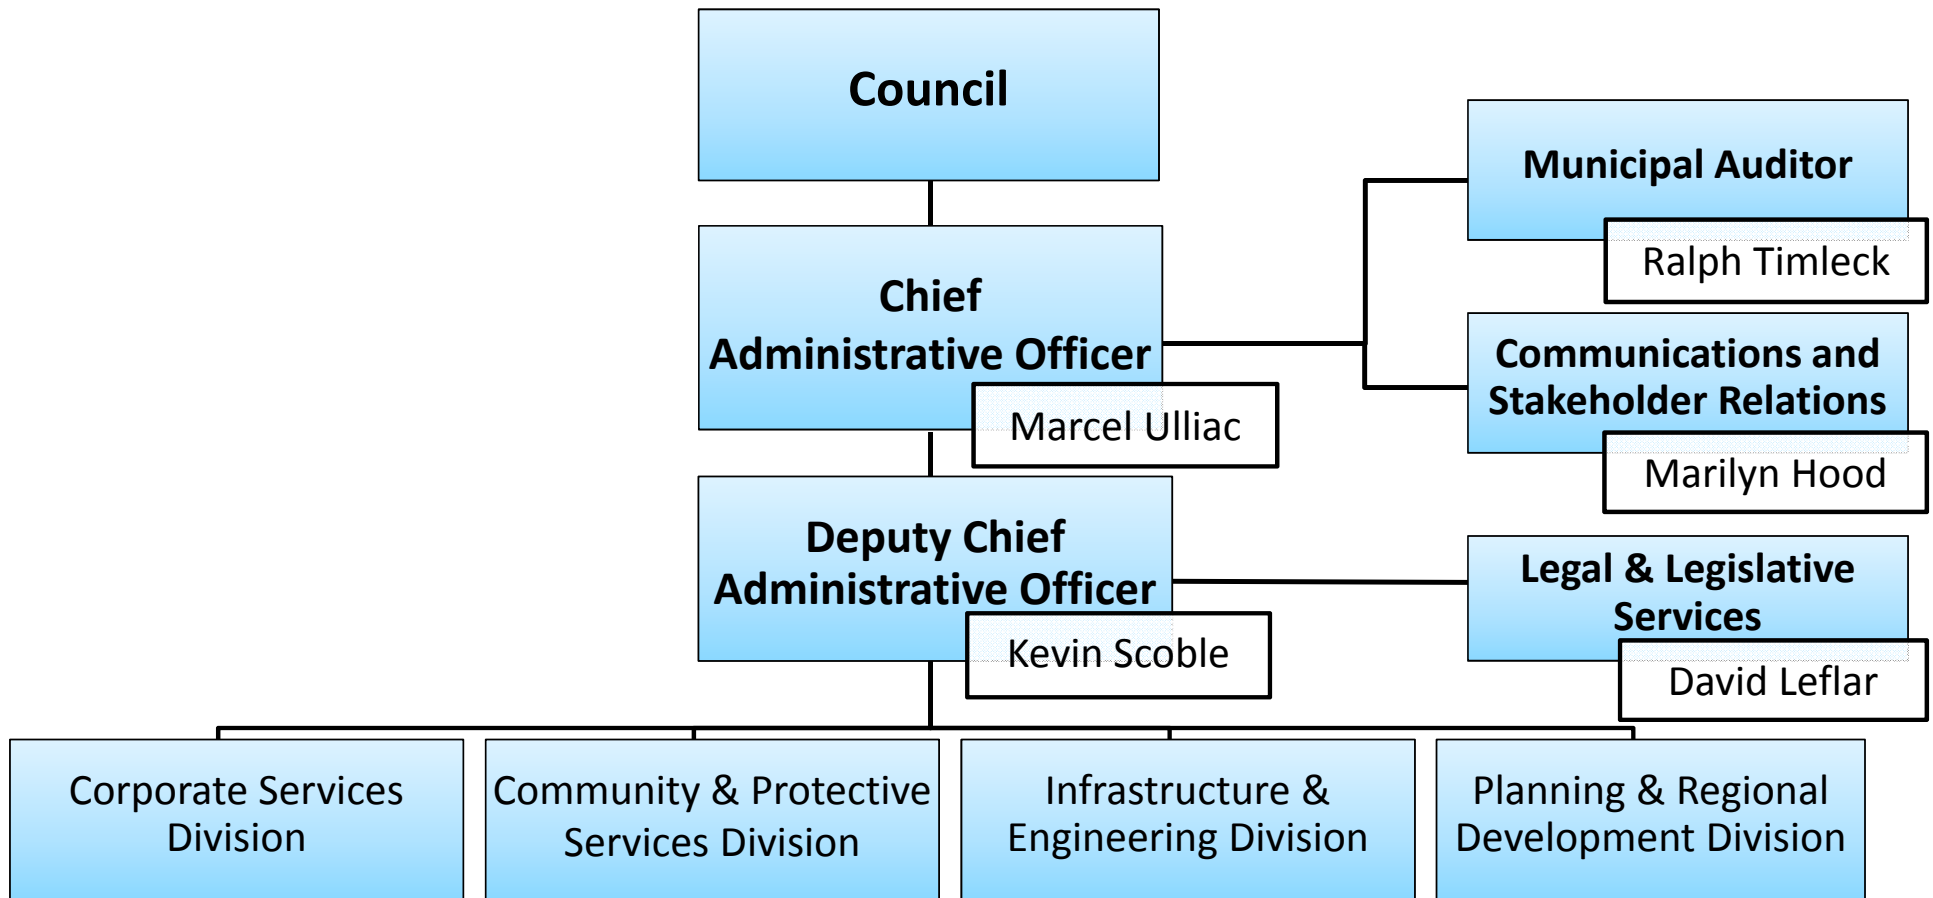 Council
Municipal Auditor
Ralph Timleck
Chief
Administrative Officer
Marcel Ulliac
Communications and
Stakeholder Relations
Marilyn Hood
Deputy Chief
Administrative Officer
Kevin Scoble
Legal & Legislative
Services
David Leflar
Corporate Services
Division
Community & Protective
Services Division
Infrastructure &
Engineering Division
Planning & Regional
Development Division